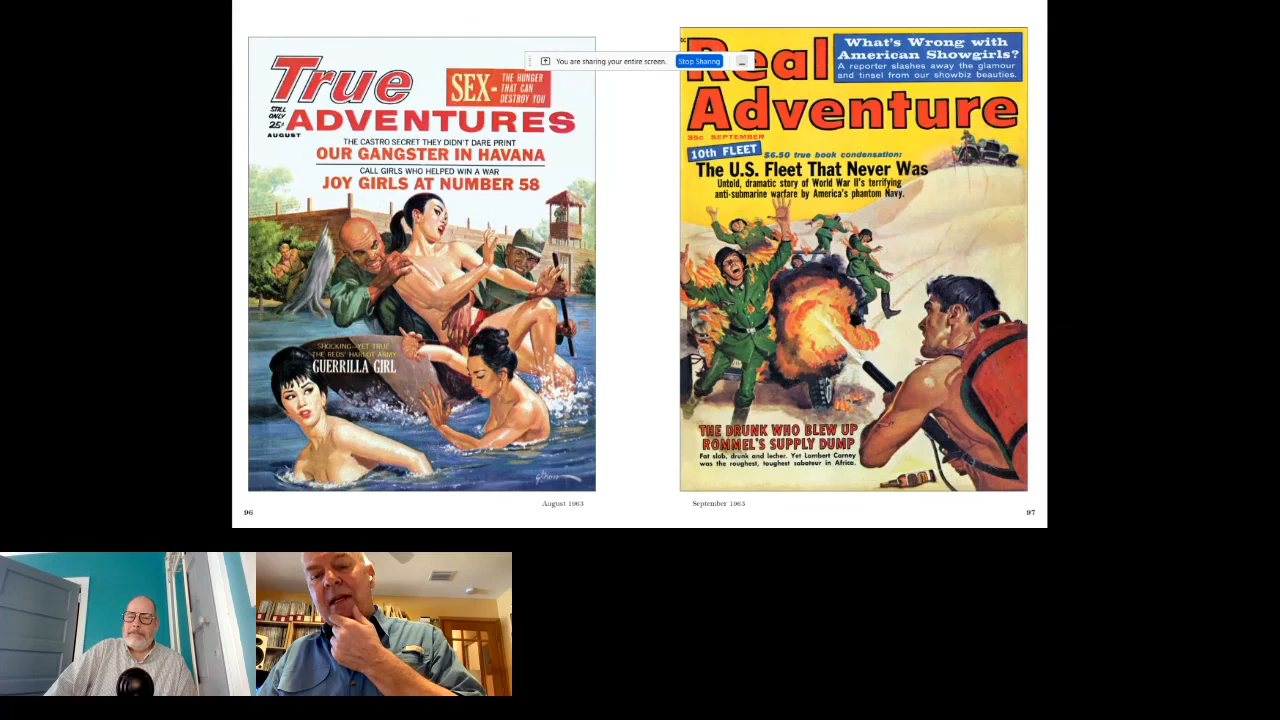 You are sharing your entire screen. Stop Sharing
True
STILL
ONLY
25¢
AUGUST
ADVENTURES
SEX-
THE HUNGER
THAT CAN
DESTROY YOU
THE CASTRO SECRET THEY DIDN'T DARE PRINT
OUR GANGSTER IN HAVANA
CALL GIRLS WHO HELPED WIN A WAR
JOY GIRLS AT NUMBER 58
SHOCKING—YET TRUE
THE REDS' HARLOT ARMY
GUERRILLA GIRL
August 1963
96
Real
Adventure
What's Wrong with
American Showgirls?
A reporter slashes away the glamour
and tinsel from our showbiz beauties.
35c SEPTEMBER
10th FLEET
$6.50 true book condensation:
The U.S. Fleet That Never Was
Untold, dramatic story of World War II's terrifying
anti-submarine warfare by America's phantom Navy.
THE DRUNK WHO BLEW UP
ROMMEL'S SUPPLY DUMP
Fat slob, drunk and lecher. Yet Lambert Carney
was the roughest, toughest saboteur in Africa.
September 1963
97